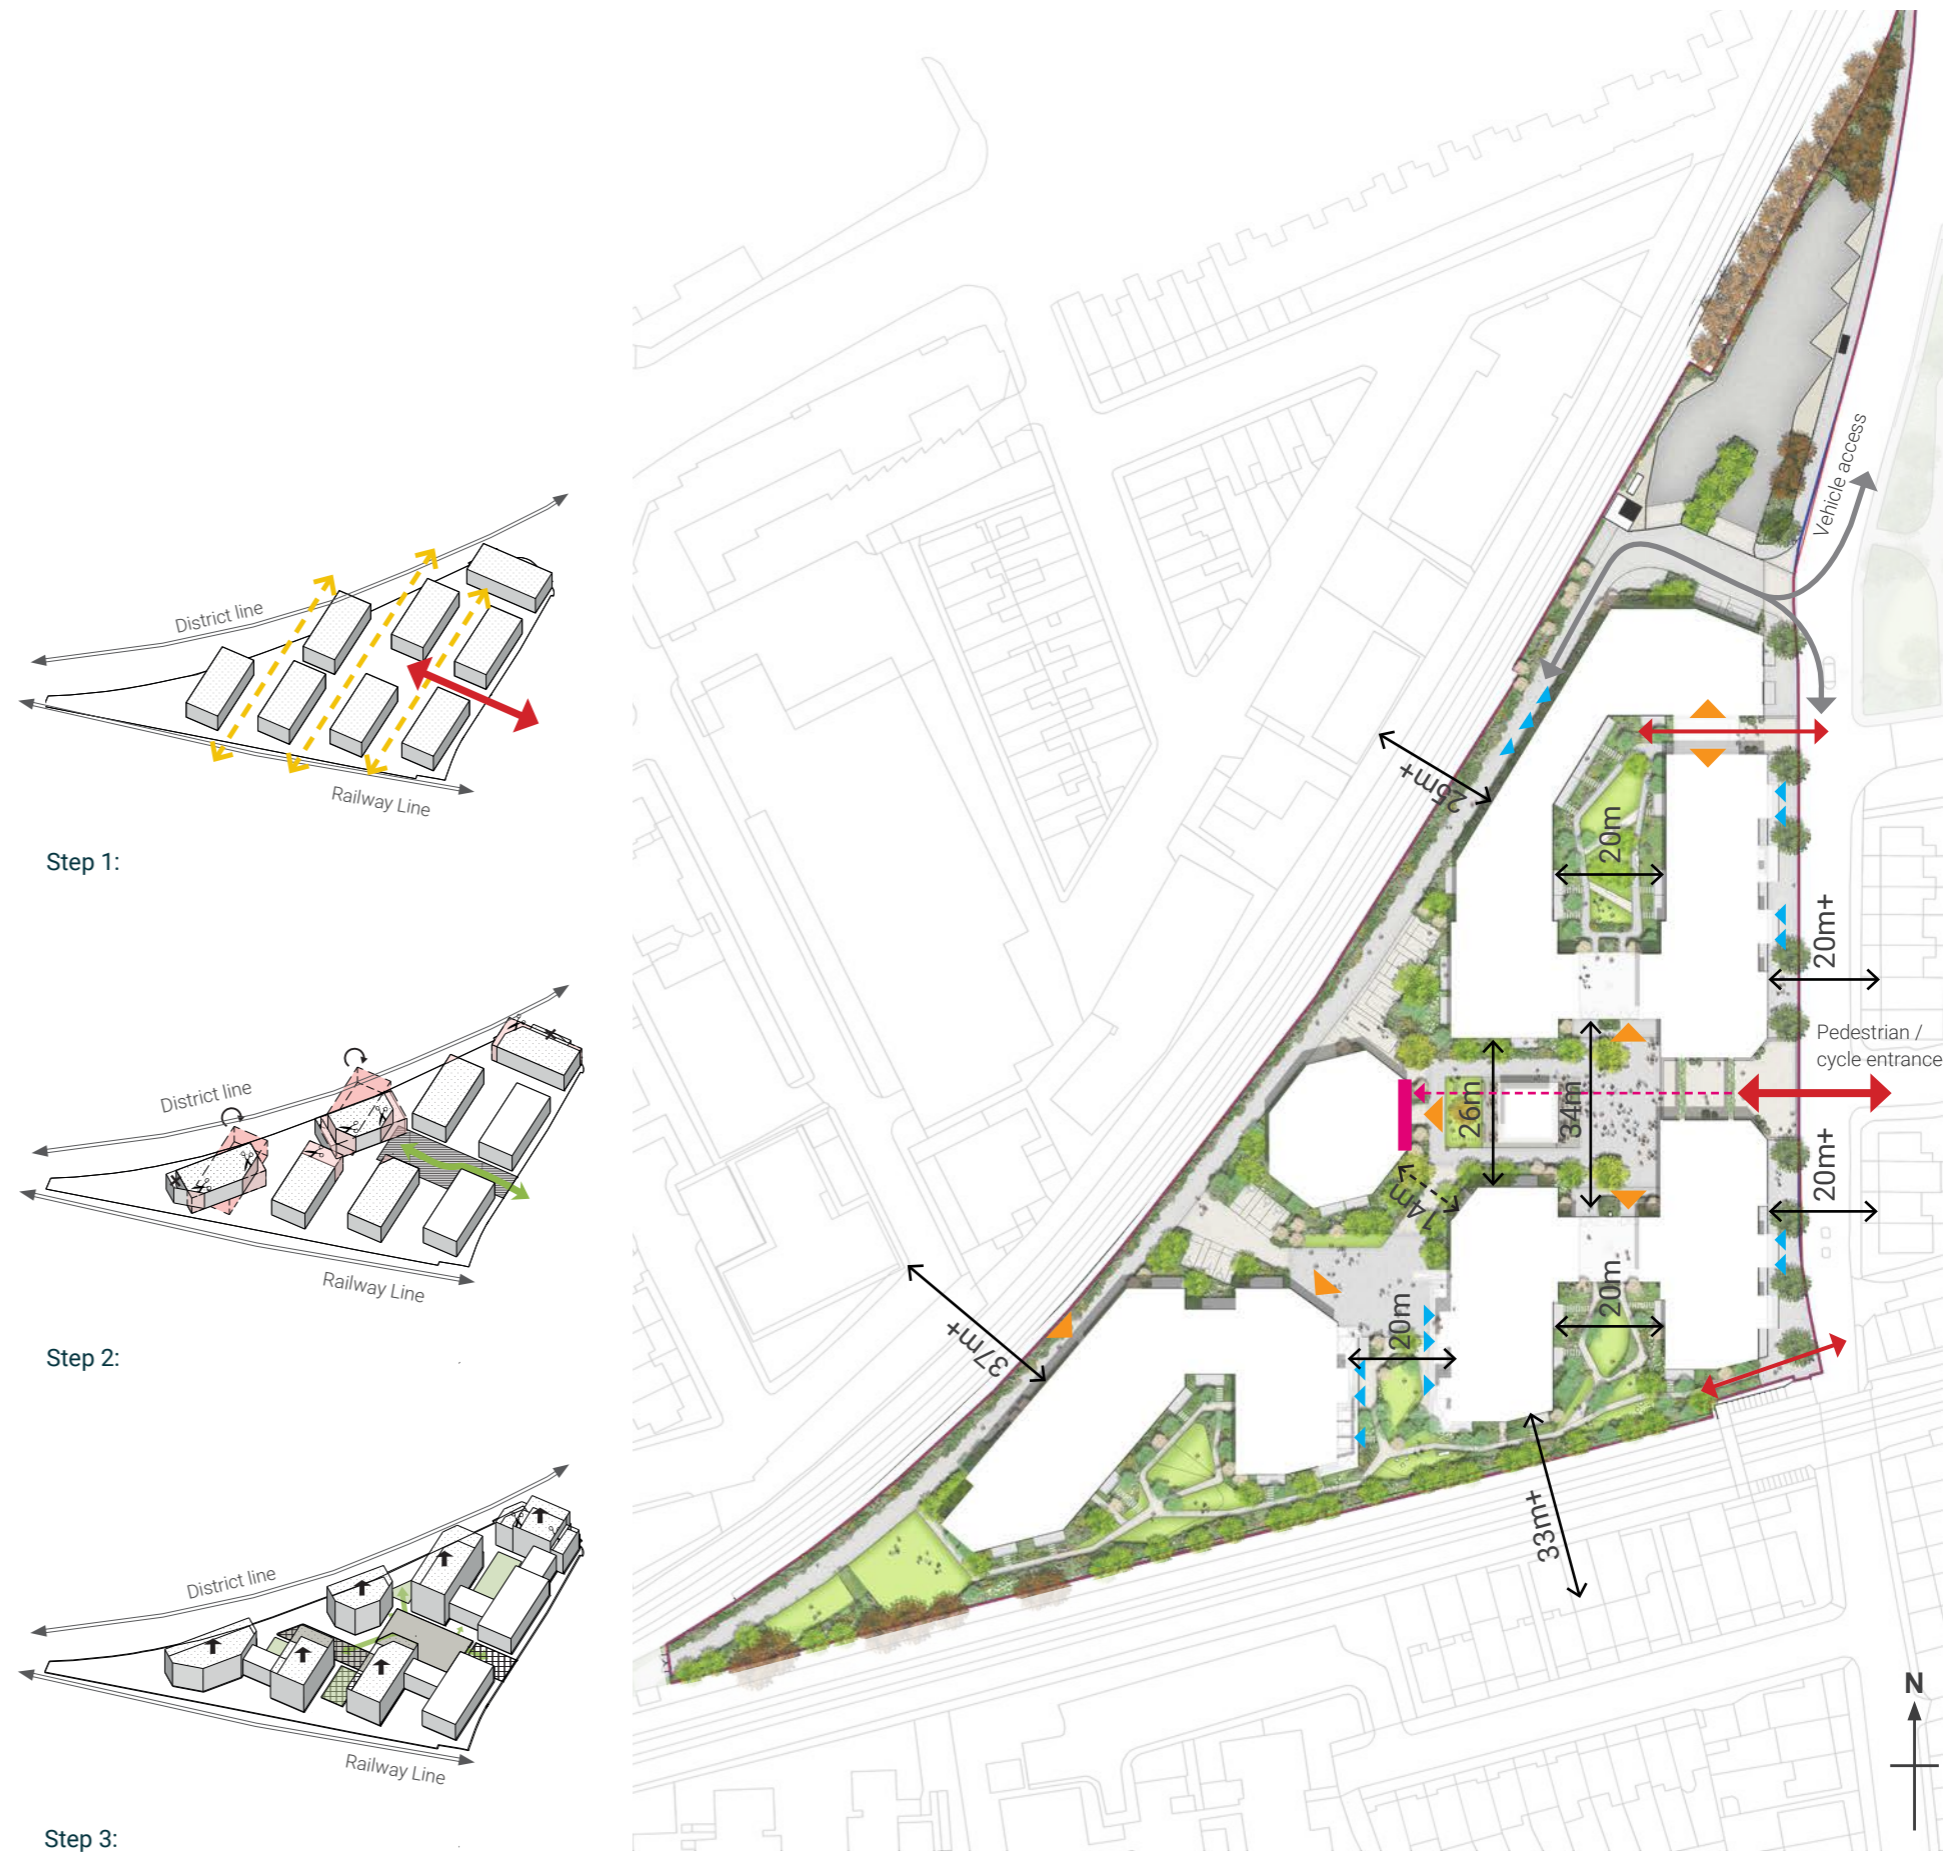 District line
Railway Line
Step 1:
District line
Railway Line
Step 2:
District line
Railway Line
Step 3:
Vehicle access
25m+
20m
20m+
Pedestrian /
cycle entrance
26m
34m
14m
20m+
37m+
20m
20m
33m+
N